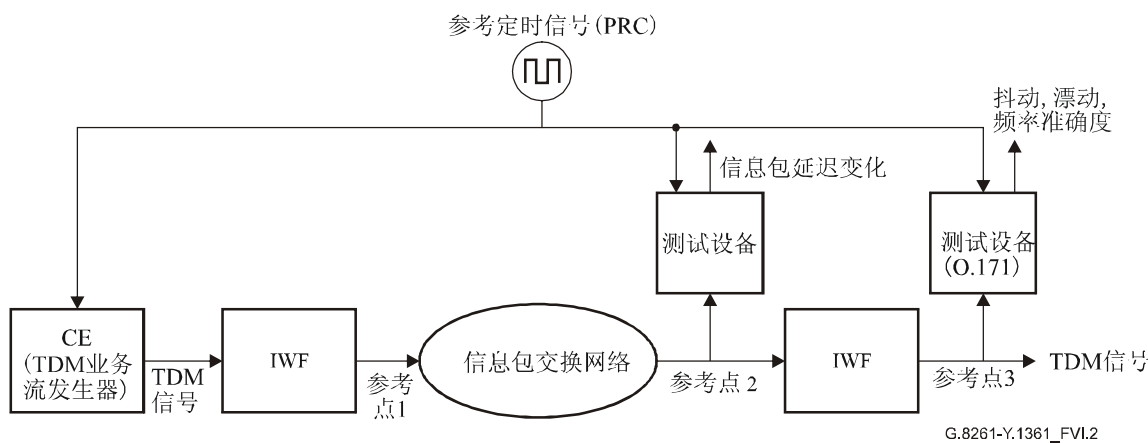 参考定时信号(PRC)
抖动, 漂动,
频率准确度
信息包延迟变化
测试设备
测试设备
(O.171)
CE
(TDM业务
流发生器)
TDM
信号
IWF
参考
点1
信息包交换网络
参考点 2
IWF
参考点3
TDM信号
G.8261-Y.1361_FVI.2